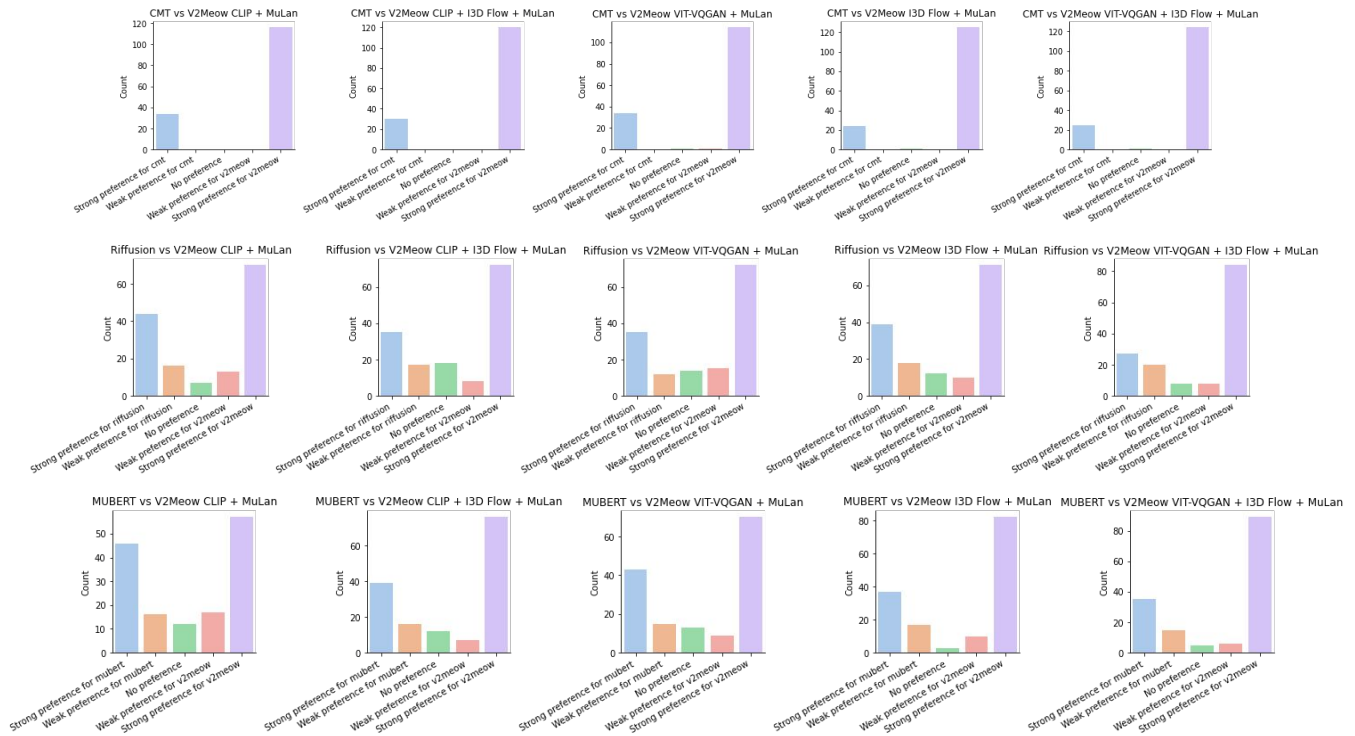 CMT vs V2Meow CLIP + MuLan
120
100
80
60
40
20
0
Count
Strong preference for cmt
Weak preference for cmt
No preference
Weak preference for v2meow
Strong preference for v2meow
CMT vs V2Meow CLIP + I3D Flow + MuLan
120
100
80
60
40
20
0
Count
Strong preference for cmt
Weak preference for cmt
No preference
Weak preference for v2meow
Strong preference for v2meow
CMT vs V2Meow VIT-VQGAN + MuLan
100
80
60
40
20
0
Count
Strong preference for cmt
Weak preference for cmt
No preference
Weak preference for v2meow
Strong preference for v2meow
CMT vs V2Meow I3D Flow + MuLan
120
100
80
60
40
20
0
Count
Strong preference for cmt
Weak preference for cmt
No preference
Weak preference for v2meow
Strong preference for v2meow
CMT vs V2Meow VIT-VQGAN + I3D Flow + MuLan
120
100
80
60
40
20
0
Count
Strong preference for cmt
Weak preference for cmt
No preference
Weak preference for v2meow
Strong preference for v2meow
Riffusion vs V2Meow CLIP + MuLan
60
40
20
0
Count
Strong preference for riffusion
Weak preference for riffusion
No preference
Weak preference for v2meow
Strong preference for v2meow
Riffusion vs V2Meow CLIP + I3D Flow + MuLan
60
40
20
0
Count
Strong preference for riffusion
Weak preference for riffusion
No preference
Weak preference for v2meow
Strong preference for v2meow
Riffusion vs V2Meow VIT-VQGAN + MuLan
60
40
20
0
Count
Strong preference for riffusion
Weak preference for riffusion
No preference
Weak preference for v2meow
Strong preference for v2meow
Riffusion vs V2Meow I3D Flow + MuLan
60
40
20
0
Count
Strong preference for riffusion
Weak preference for riffusion
No preference
Weak preference for v2meow
Strong preference for v2meow
Riffusion vs V2Meow VIT-VQGAN + I3D Flow + MuLan
80
60
40
20
0
Count
Strong preference for riffusion
Weak preference for riffusion
No preference
Weak preference for v2meow
Strong preference for v2meow
MUBERT vs V2Meow CLIP + MuLan
50
40
30
20
10
0
Count
Strong preference for mubert
Weak preference for mubert
No preference
Weak preference for v2meow
Strong preference for v2meow
MUBERT vs V2Meow CLIP + I3D Flow + MuLan
60
40
20
0
Count
Strong preference for mubert
Weak preference for mubert
No preference
Weak preference for v2meow
Strong preference for v2meow
MUBERT vs V2Meow VIT-VQGAN + MuLan
60
40
20
0
Count
Strong preference for mubert
Weak preference for mubert
No preference
Weak preference for v2meow
Strong preference for v2meow
MUBERT vs V2Meow I3D Flow + MuLan
80
60
40
20
0
Count
Strong preference for mubert
Weak preference for mubert
No preference
Weak preference for v2meow
Strong preference for v2meow
MUBERT vs V2Meow VIT-VQGAN + I3D Flow + MuLan
80
60
40
20
0
Count
Strong preference for mubert
Weak preference for mubert
No preference
Weak preference for v2meow
Strong preference for v2meow